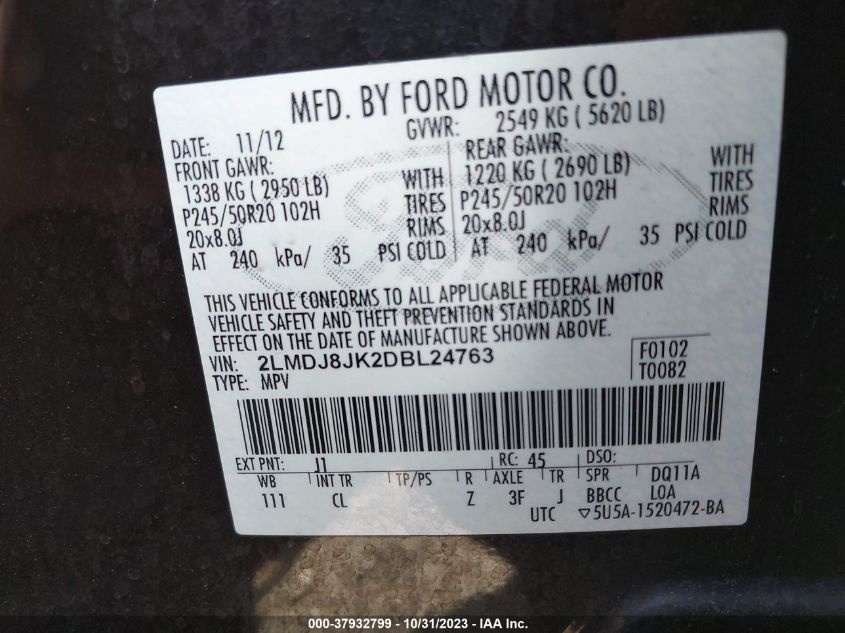 MFD. BY FORD MOTOR CO.
DATE: 11/12 GVWR: 2549 KG ( 5620 LB)
FRONT GAWR: REAR GAWR:
1338 KG ( 2950 LB) WITH 1220 KG ( 2690 LB) WITH
P245/50R20 102H TIRES P245/50R20 102H TIRES
20x8.0J RIMS 20x8.0J RIMS
AT 240 kPa/ 35 PSI COLD AT 240 kPa/ 35 PSI COLD
Ford
THIS VEHICLE CONFORMS TO ALL APPLICABLE FEDERAL MOTOR
VEHICLE SAFETY AND THEFT PREVENTION STANDARDS IN
EFFECT ON THE DATE OF MANUFACTURE SHOWN ABOVE.
VIN: 2LMDJ8JK2DBL24763 F0102
TYPE: MPV T0082
EXT PNT: J1 RC: 45 DSO:
WB INT TR TP/PS R AXLE TR SPR DQ11A
111 CL Z 3F J BBCC LOA
UTC ▽5U5A-1520472-BA
000-37932799 - 10/31/2023 - IAA Inc.